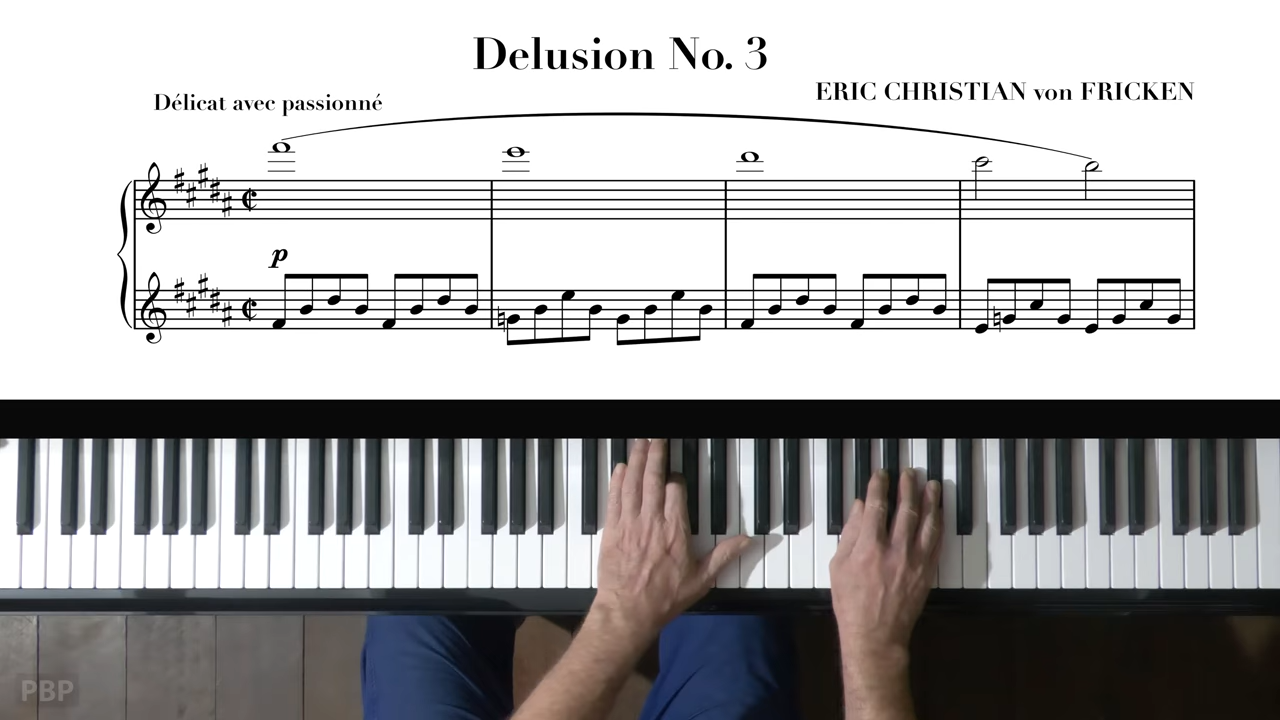 Delusion No. 3
ERIC CHRISTIAN von FRICKEN
Délicat avec passionné
p
PBP